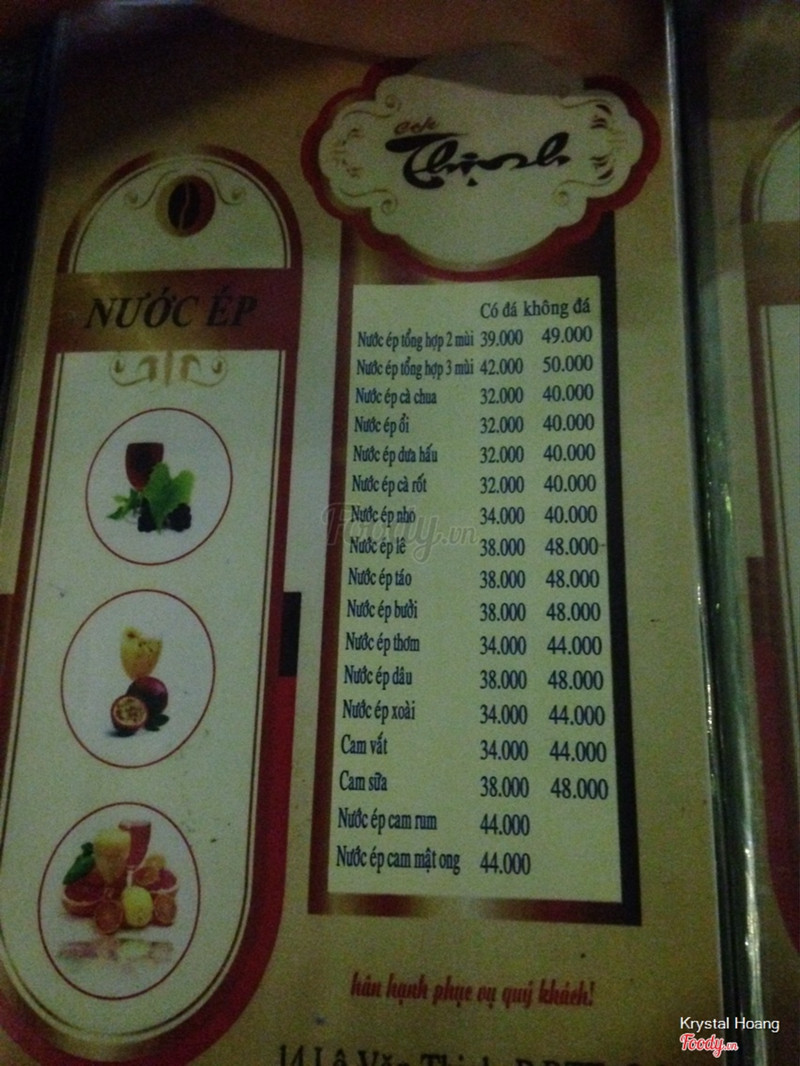 Cafe
Thịnh
NƯỚC ÉP
Có đá không đá
Nước ép tổng hợp 2 mùi 39.000 49.000
Nước ép tổng hợp 3 mùi 42.000 50.000
Nước ép cà chua 32.000 40.000
Nước ép ổi 32.000 40.000
Nước ép dưa hấu 32.000 40.000
Nước ép cà rốt 32.000 40.000
Nước ép nho 34.000 40.000
Nước ép lê 38.000 48.000
Nước ép táo 38.000 48.000
Nước ép bưởi 38.000 48.000
Nước ép thơm 34.000 44.000
Nước ép dâu 38.000 48.000
Nước ép xoài 34.000 44.000
Cam vắt 34.000 44.000
Cam sữa 38.000 48.000
Nước ép cam rum 44.000
Nước ép cam mật ong 44.000
hân hạnh phục vụ quý khách!
14 Lê Văn Thịnh
Foody.vn
Krystal Hoang
Foody.vn